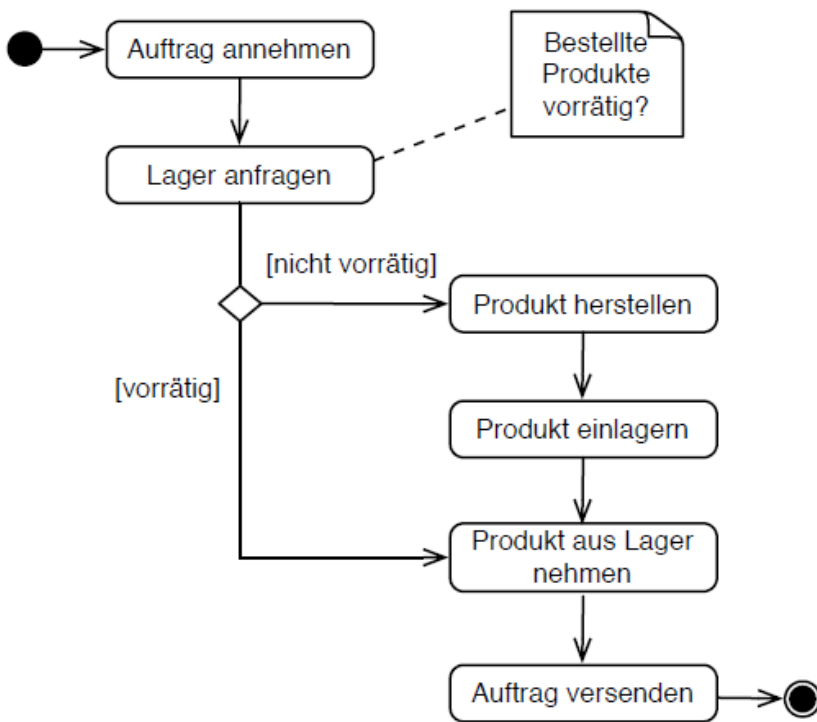 Auftrag annehmen
Bestellte
Produkte
vorrätig?
Lager anfragen
[nicht vorrätig]
Produkt herstellen
[vorrätig]
Produkt einlagern
Produkt aus Lager
nehmen
Auftrag versenden